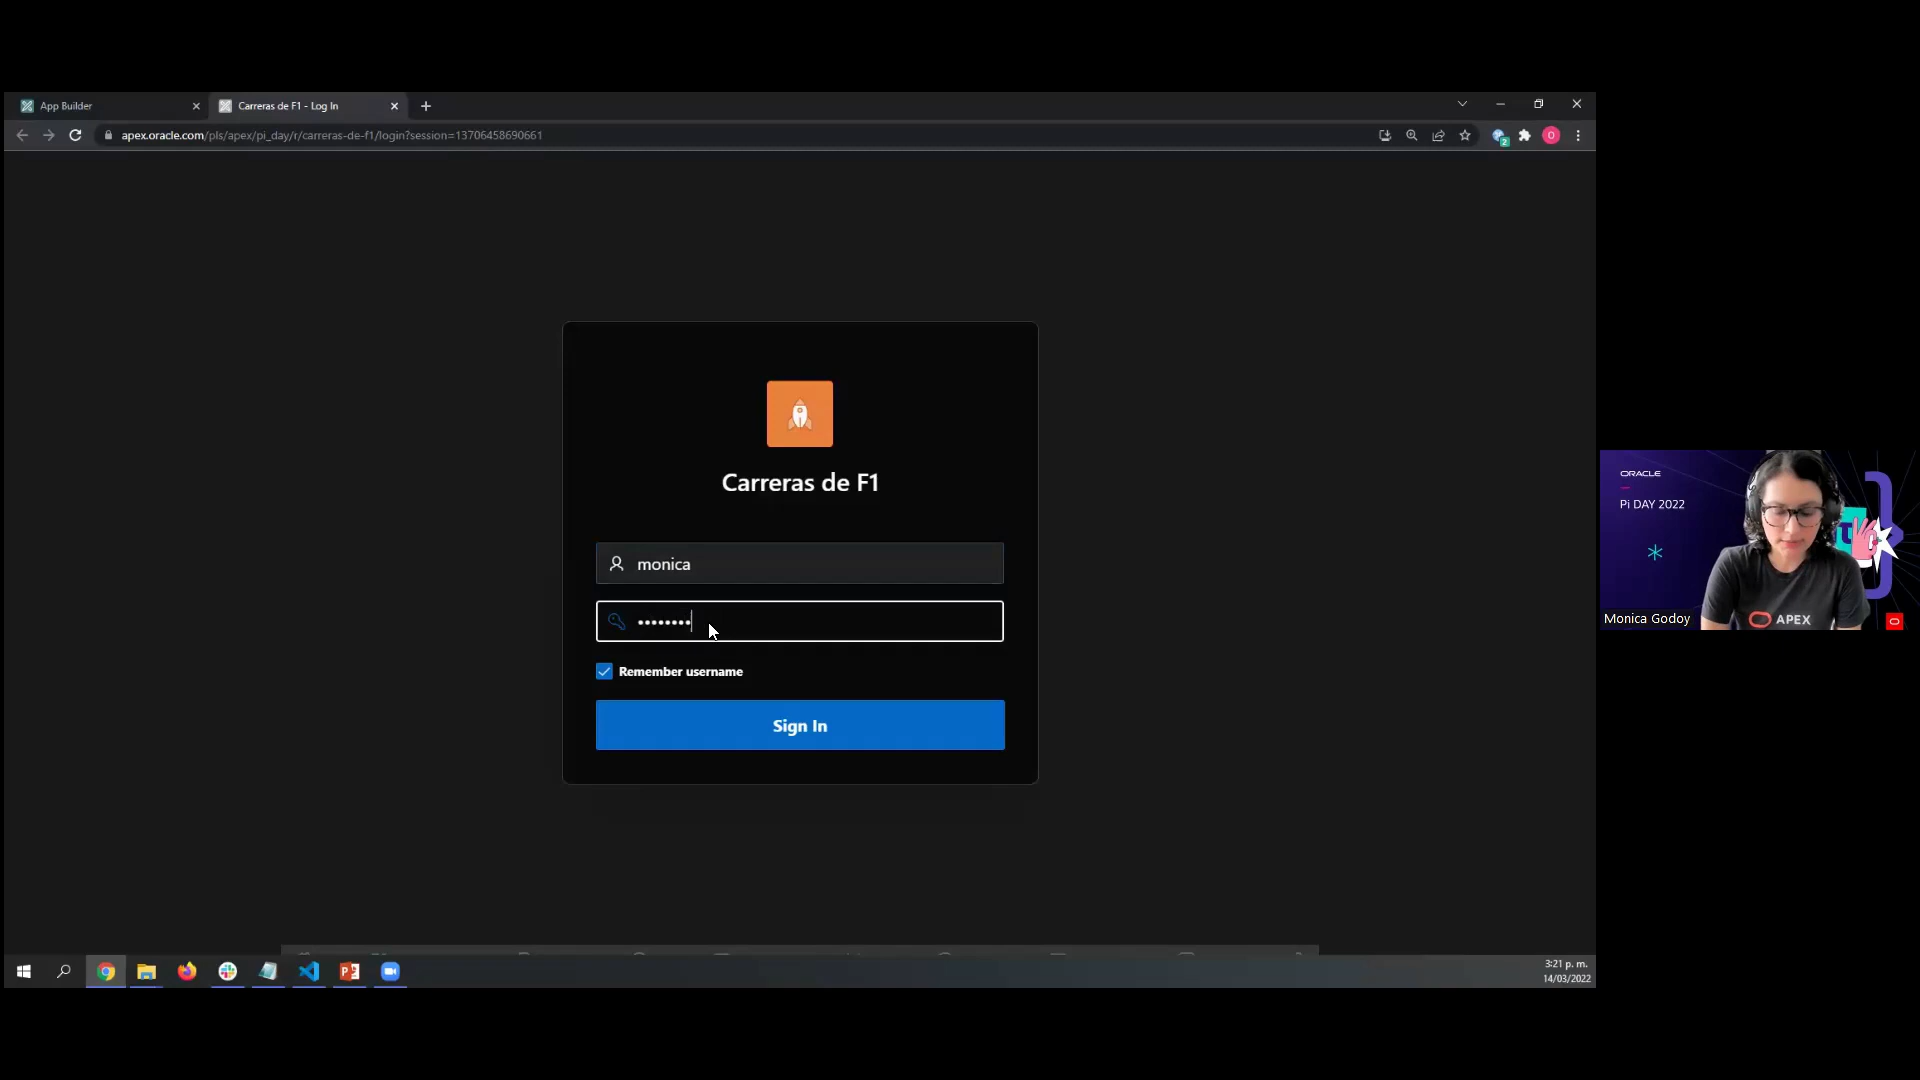 App Builder
Carreras de F1 - Log In
apex.oracle.com/pls/apex/pi_day/r/carreras-de-f1/login?session=13706458690661
2
O
Carreras de F1
monica
••••••••
Remember username
Sign In
ORACLE
Pi DAY 2022
APEX
Monica Godoy
3:21 p. m.
14/03/2022